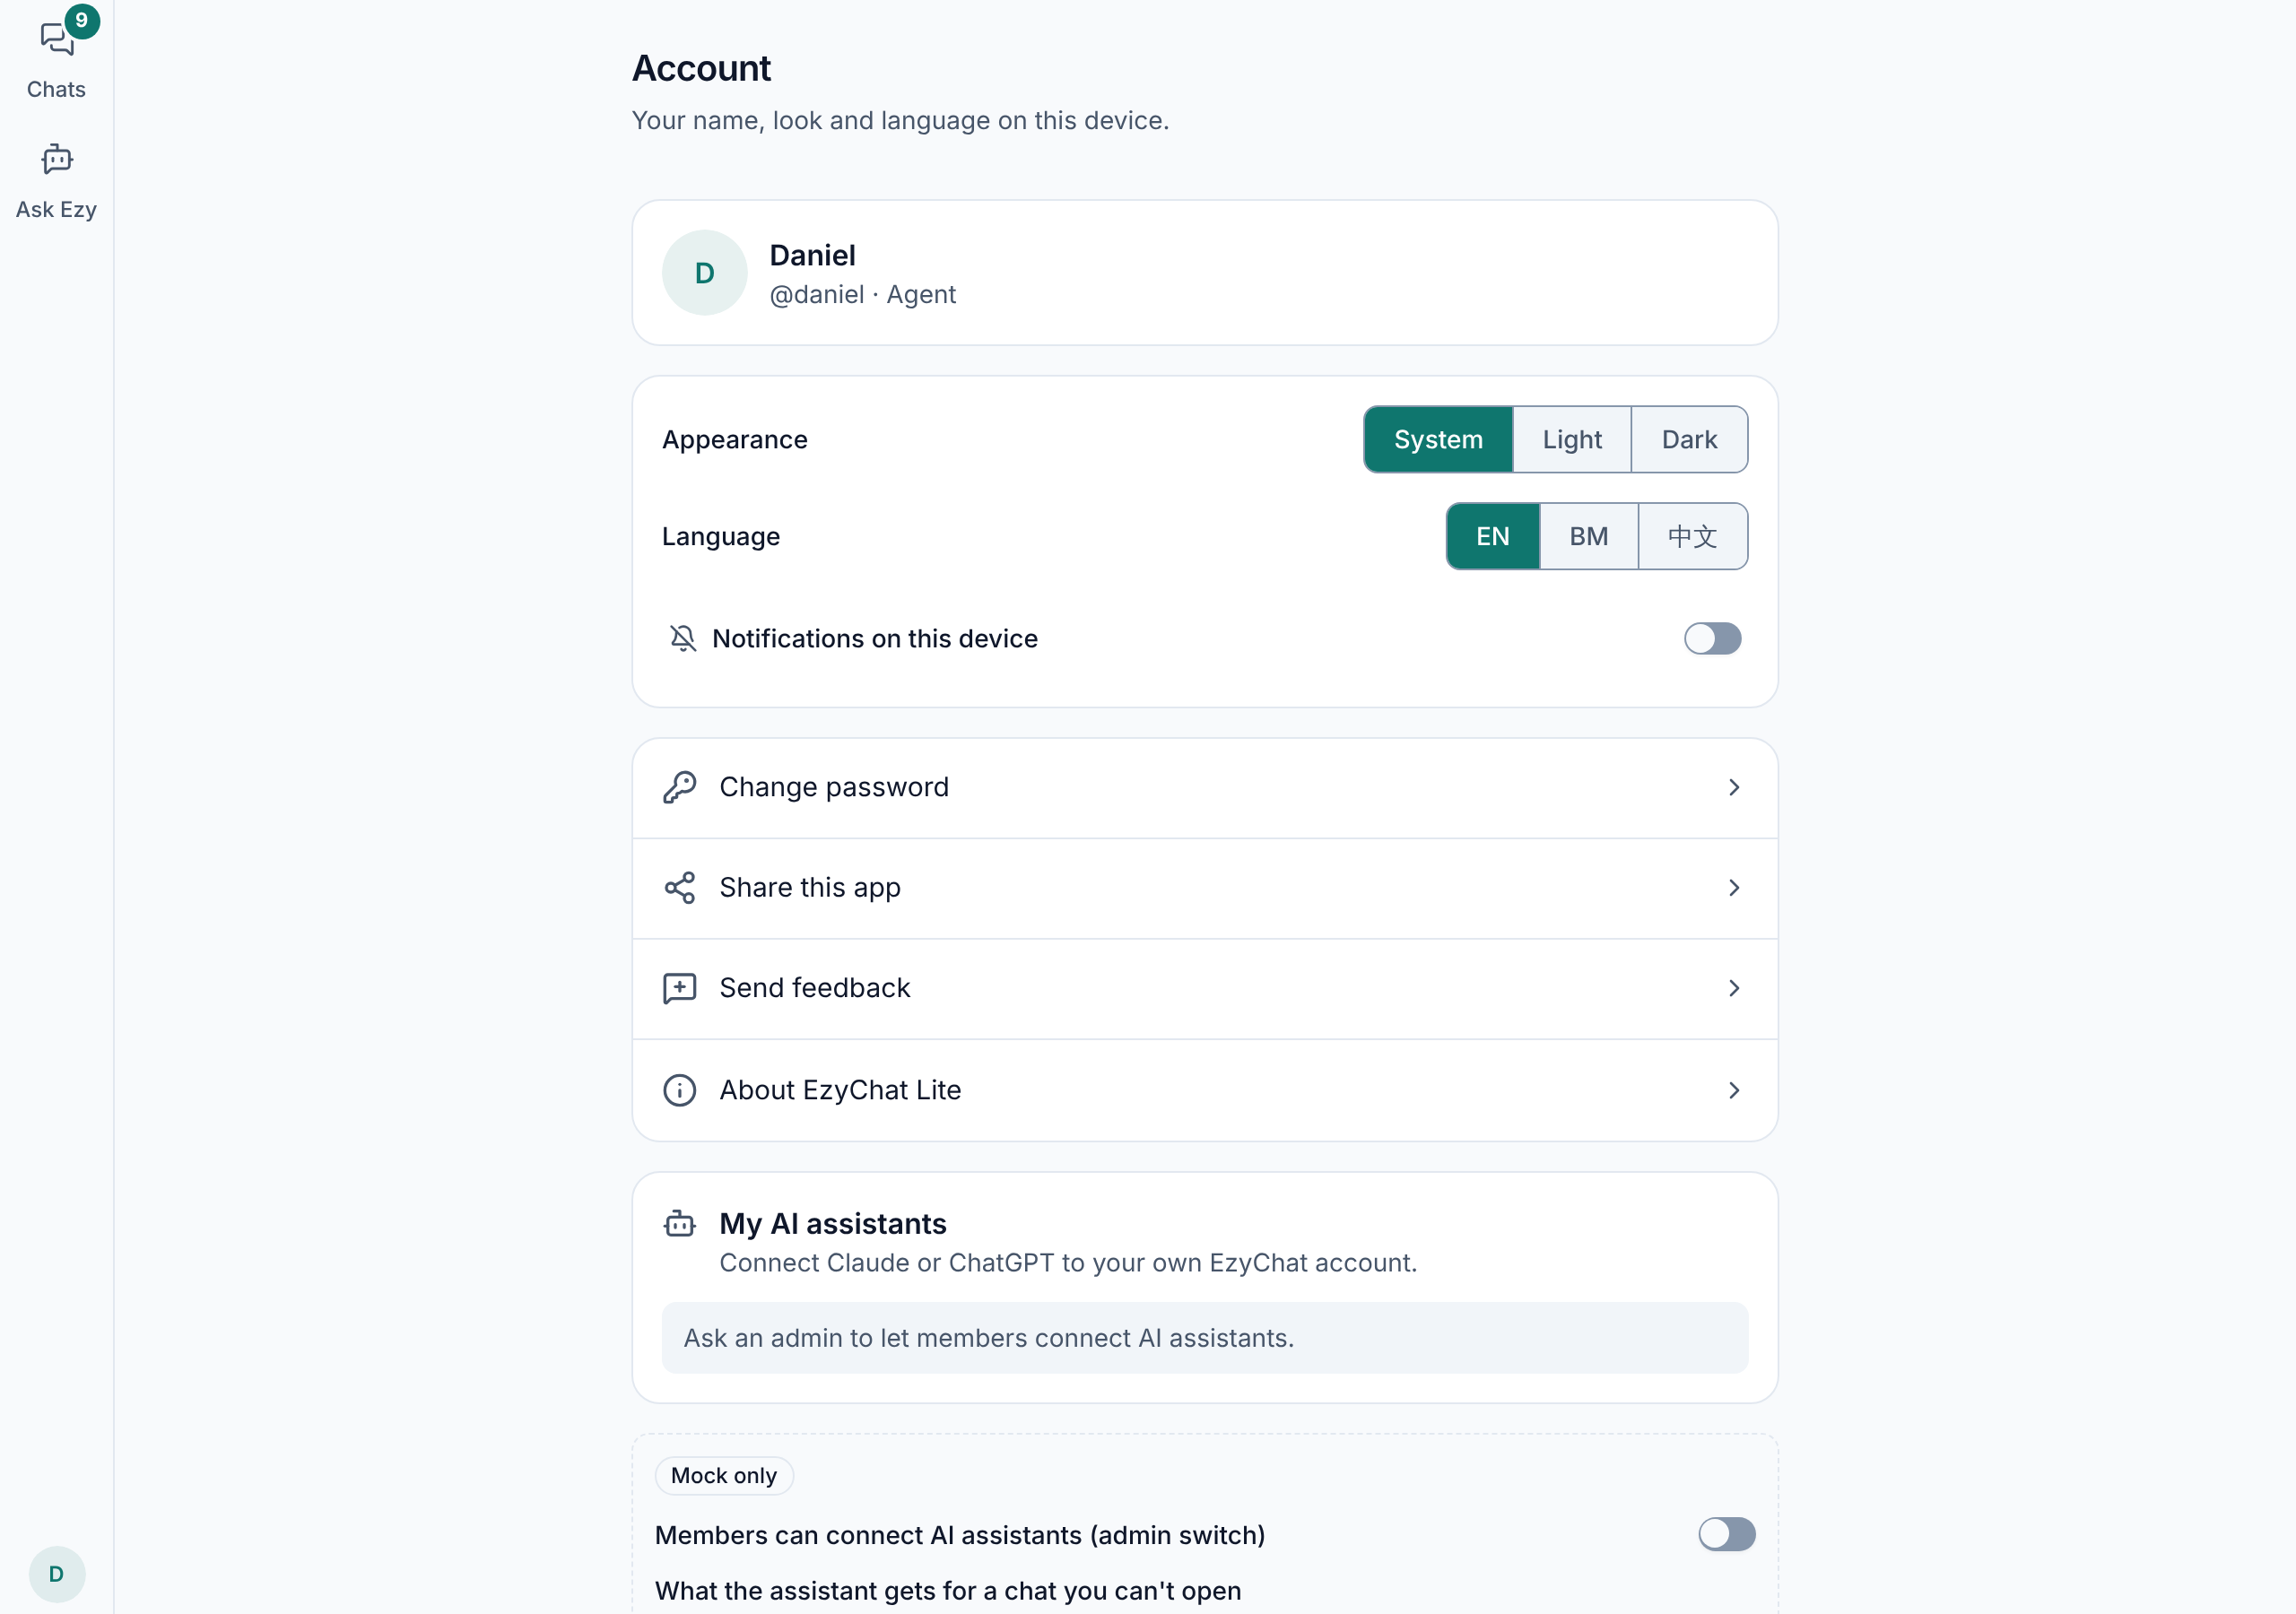 9
Chats
Ask Ezy
Account
Your name, look and language on this device.
D
Daniel
@daniel · Agent
Appearance
System
Light
Dark
Language
EN
BM
中文
Notifications on this device
Change password
Share this app
Send feedback
About EzyChat Lite
My AI assistants
Connect Claude or ChatGPT to your own EzyChat account.
Ask an admin to let members connect AI assistants.
Mock only
Members can connect AI assistants (admin switch)
What the assistant gets for a chat you can't open
D